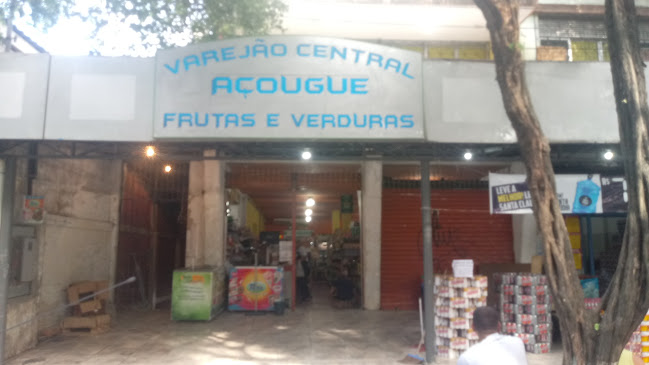 VAREJÃO CENTRAL
AÇOUGUE
FRUTAS E VERDURAS
LEVE A
MELHOR
SANTA CLARA